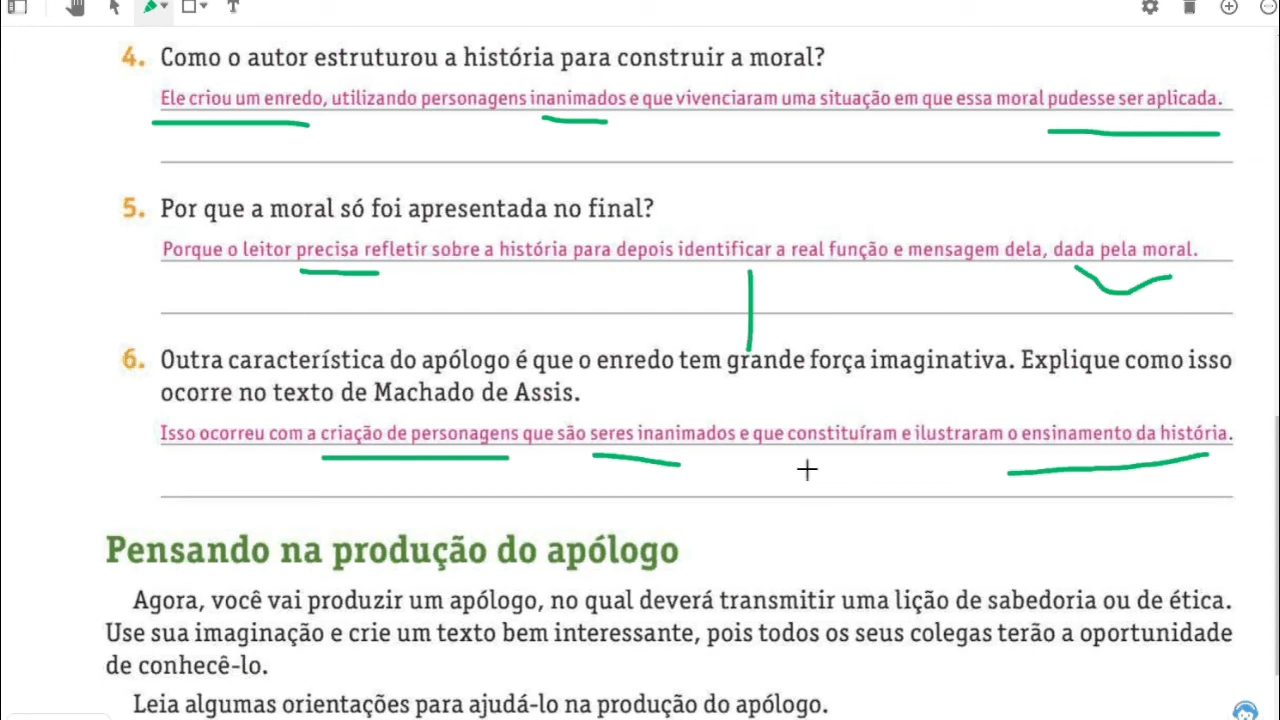 4. Como o autor estruturou a história para construir a moral?
Ele criou um enredo, utilizando personagens inanimados e que vivenciaram uma situação em que essa moral pudesse ser aplicada.
5. Por que a moral só foi apresentada no final?
Porque o leitor precisa refletir sobre a história para depois identificar a real função e mensagem dela, dada pela moral.
6. Outra característica do apólogo é que o enredo tem grande força imaginativa. Explique como isso
ocorre no texto de Machado de Assis.
Isso ocorreu com a criação de personagens que são seres inanimados e que constituíram e ilustraram o ensinamento da história.
Pensando na produção do apólogo
Agora, você vai produzir um apólogo, no qual deverá transmitir uma lição de sabedoria ou de ética.
Use sua imaginação e crie um texto bem interessante, pois todos os seus colegas terão a oportunidade
de conhecê-lo.
Leia algumas orientações para ajudá-lo na produção do apólogo.